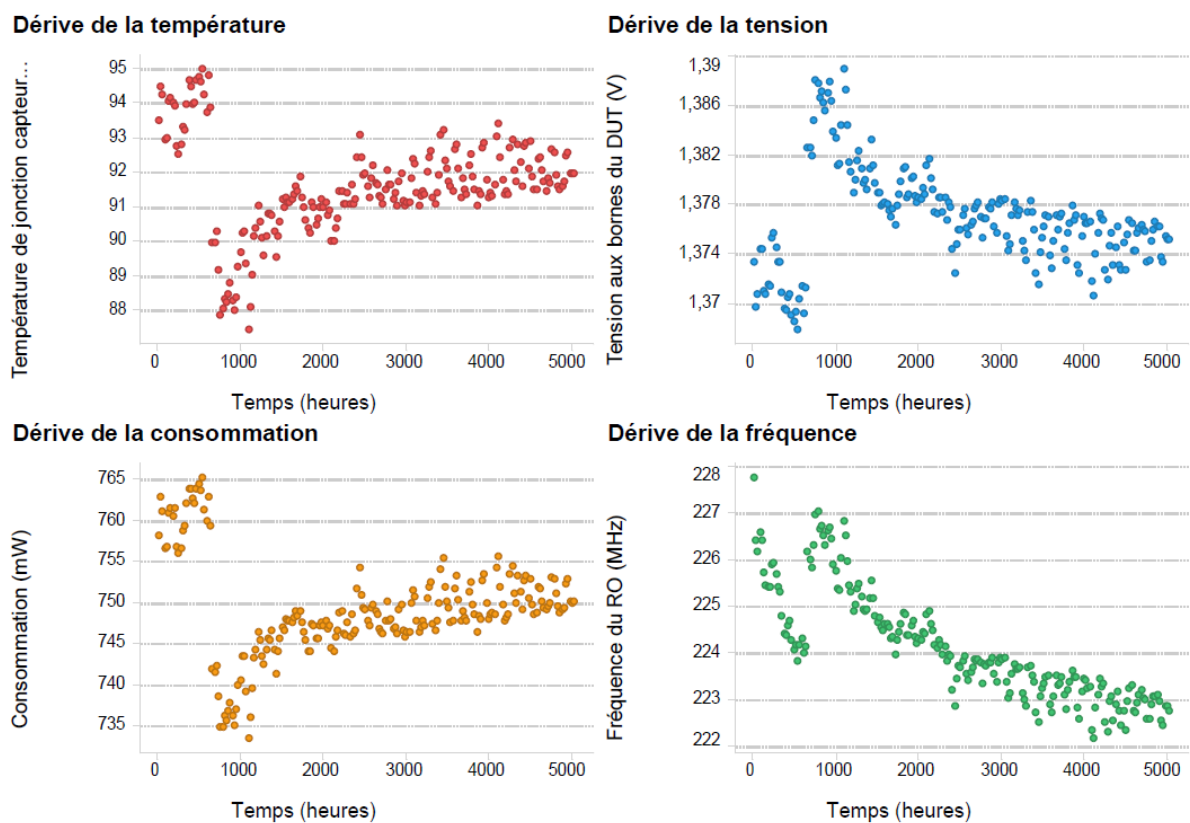 Dérive de la température
Température de jonction capteur...
95
94
93
92
91
90
89
88
0 1000 2000 3000 4000 5000
Temps (heures)
Dérive de la tension
Tension aux bornes du DUT (V)
1,39
1,386
1,382
1,378
1,374
1,37
1000 2000 3000 4000 5000
0
Temps (heures)
Dérive de la consommation
Consommation (mW)
765
760
755
750
745
740
735
0 1000 2000 3000 4000 5000
Temps (heures)
Dérive de la fréquence
Fréquence du RO (MHz)
228
227
226
225
224
223
222
0 1000 2000 3000 4000 5000
Temps (heures)